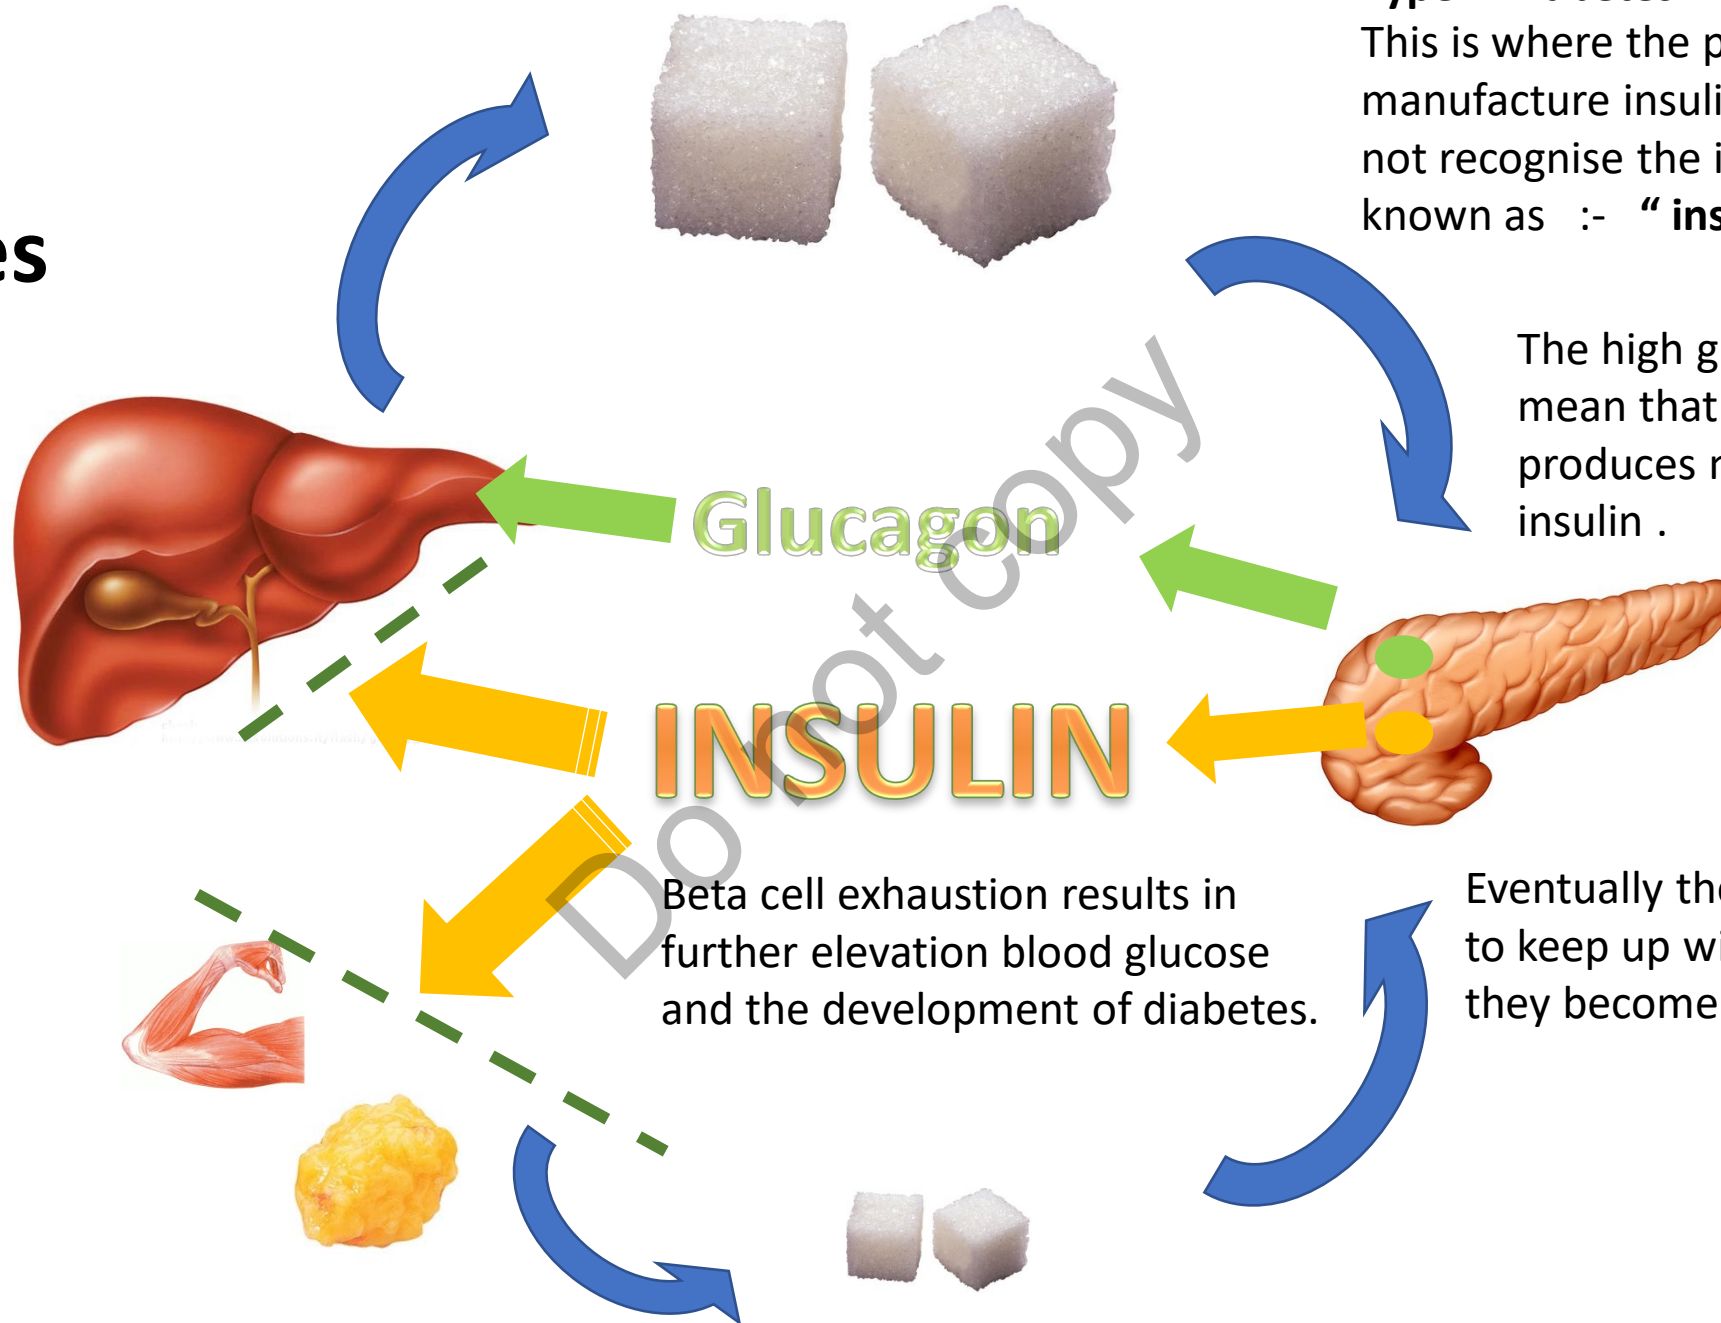 es
This is where the p
manufacture insuli
not recognise the i
known as :- “ ins
The high g
mean that
produces n
insulin .
Glucagon
INSULIN
Do not copy
Beta cell exhaustion results in
further elevation blood glucose
and the development of diabetes.
Eventually the
to keep up wi
they become